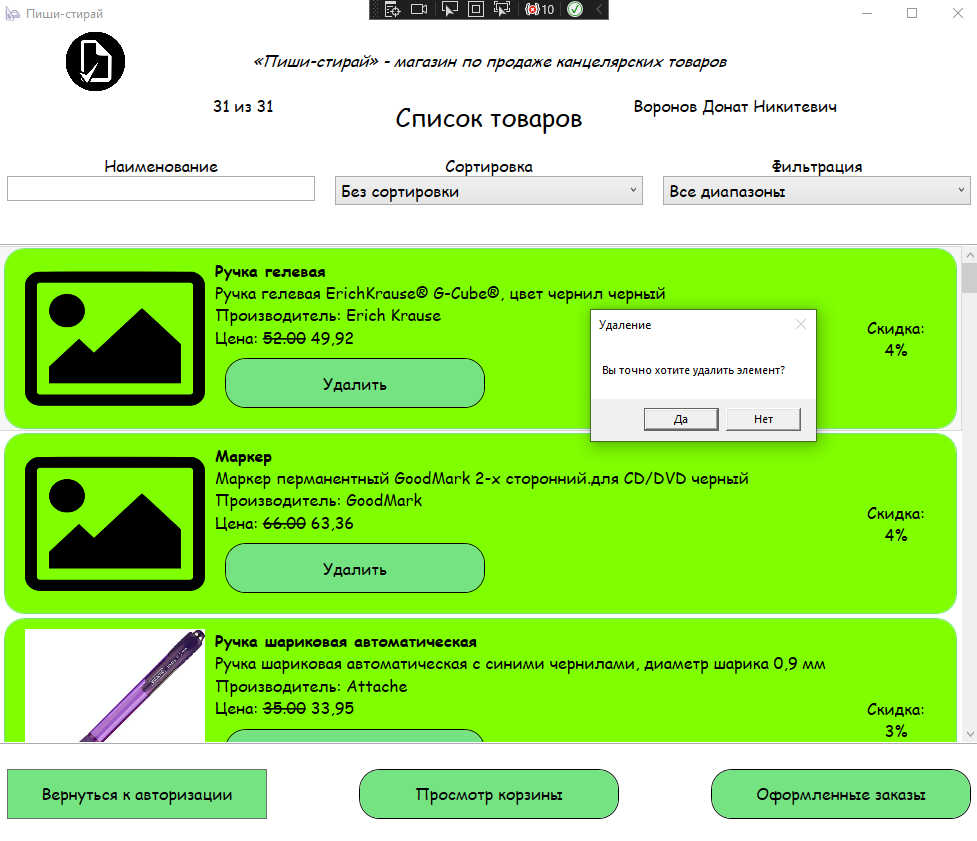 Пиши-стирай
10
«Пиши-стирай» - магазин по продаже канцелярских товаров
31 из 31
Список товаров
Воронов Донат Никитевич
Наименование
Сортировка
Фильтрация
Без сортировки
Все диапазоны
Ручка гелевая
Ручка гелевая ErichKrause® G-Cube®, цвет чернил черный
Производитель: Erich Krause
Цена: 52.00 49,92
Удалить
Скидка:
4%
Удаление
Вы точно хотите удалить элемент?
Да
Нет
Маркер
Маркер перманентный GoodMark 2-х сторонний.для CD/DVD черный
Производитель: GoodMark
Цена: 66.00 63,36
Удалить
Скидка:
4%
Ручка шариковая автоматическая
Ручка шариковая автоматическая с синими чернилами, диаметр шарика 0,9 мм
Производитель: Attache
Цена: 35.00 33,95
Скидка:
3%
Вернуться к авторизации
Просмотр корзины
Оформленные заказы